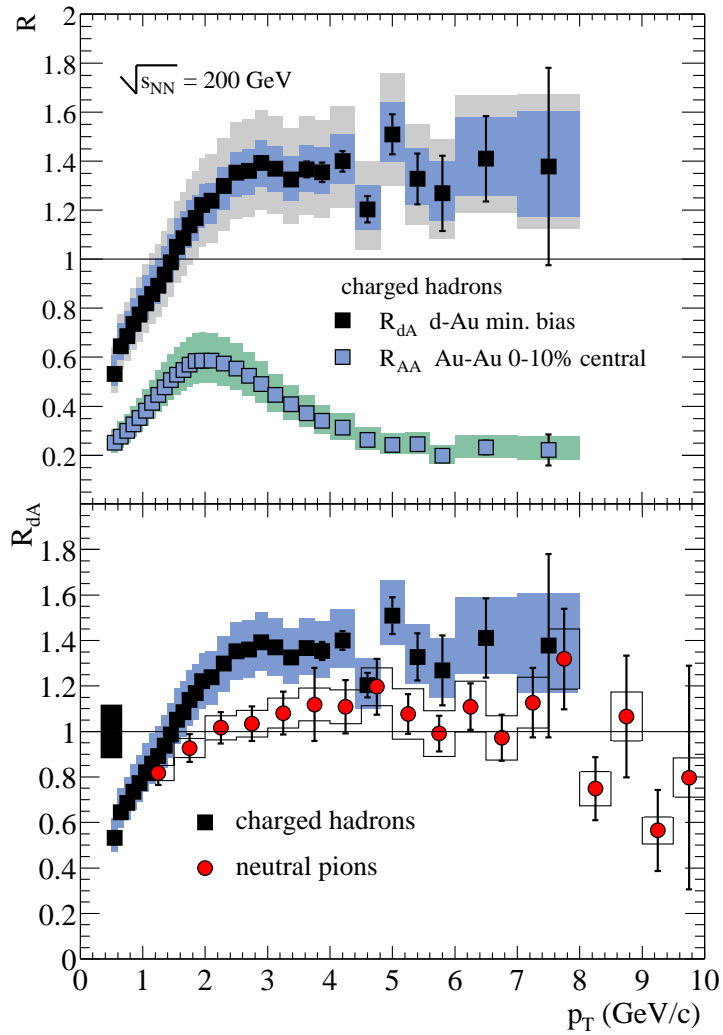 R
2
1.8
1.6
1.4
1.2
1
0.8
0.6
0.4
0.2
√s_NN = 200 GeV
charged hadrons
R_dA d-Au min. bias
R_AA Au-Au 0-10% central
R_dA
1.8
1.6
1.4
1.2
1
0.8
0.6
0.4
0.2
0
charged hadrons
neutral pions
0 1 2 3 4 5 6 7 8 9 10
p_T (GeV/c)